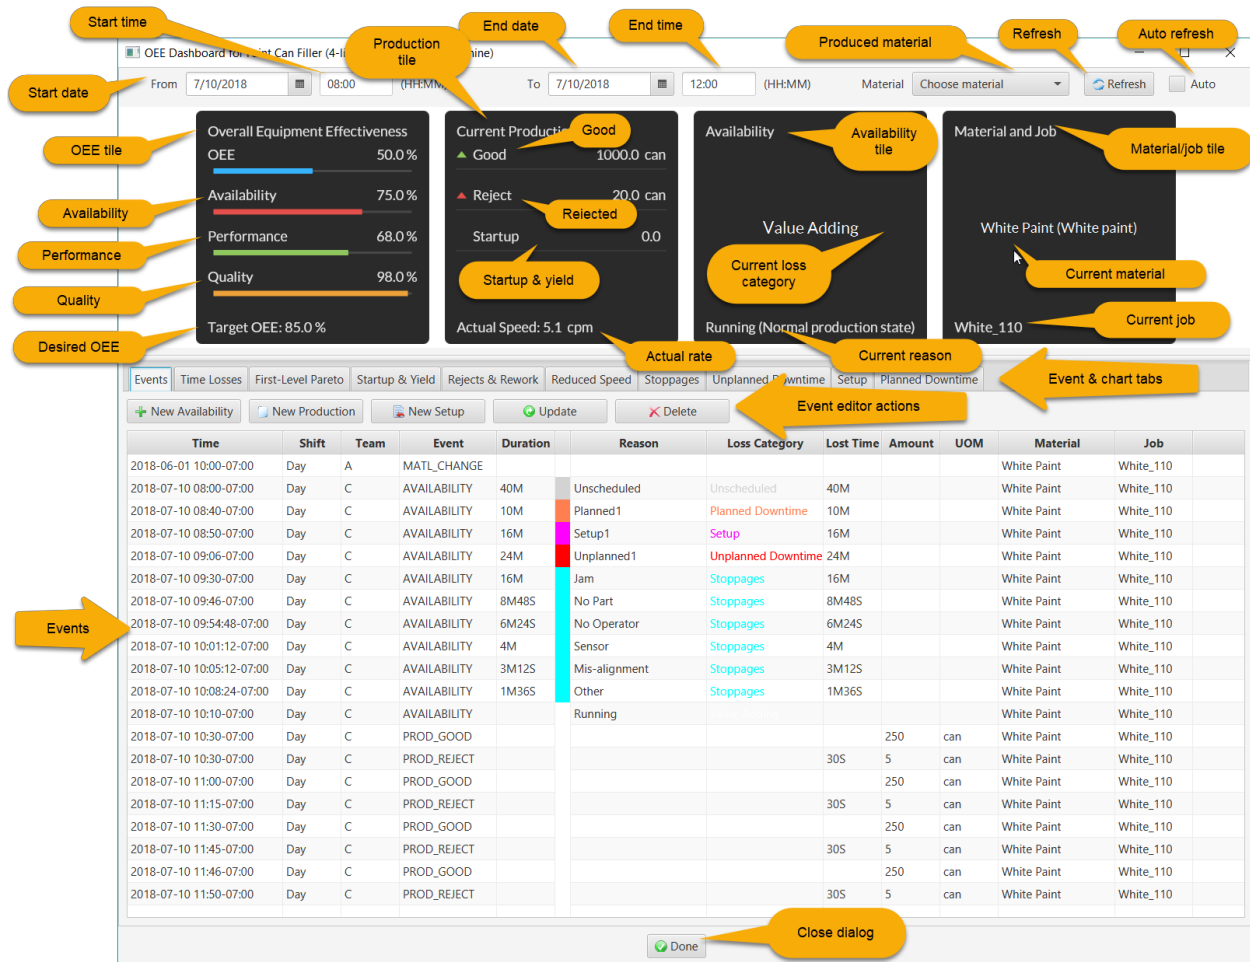 Start time
End date
End time
Production tile
Produced material
Refresh
Auto refresh
OEE Dashboard for Paint Can Filler (4-li
ine)
Start date
From 7/10/2018 08:00 (HH:MM) To 7/10/2018 12:00 (HH:MM) Material Choose material Refresh Auto
OEE tile
Overall Equipment Effectiveness
OEE 50.0 %
Availability 75.0 %
Performance 68.0 %
Quality 98.0 %
Target OEE: 85.0 %
Availability
Performance
Quality
Desired OEE
Current Productio
Good
Good 1000.0 can
Reject 20.0 can
Rejected
Startup 0.0
Startup & yield
Actual Speed: 5.1 cpm
Actual rate
Availability
Availability tile
Value Adding
Current loss category
Running (Normal production state)
Current reason
Material and Job
Material/job tile
White Paint (White paint)
Current material
White_110
Current job
Events Time Losses First-Level Pareto Startup & Yield Rejects & Rework Reduced Speed Stoppages Unplanned Downtime Setup Planned Downtime
Event & chart tabs
New Availability New Production New Setup Update Delete
Event editor actions
Time Shift Team Event Duration Reason Loss Category Lost Time Amount UOM Material Job
2018-06-01 10:00-07:00 Day A MATL_CHANGE White Paint White_110
2018-07-10 08:00-07:00 Day C AVAILABILITY 40M Unscheduled Unscheduled 40M White Paint White_110
2018-07-10 08:40-07:00 Day C AVAILABILITY 10M Planned1 Planned Downtime 10M White Paint White_110
2018-07-10 08:50-07:00 Day C AVAILABILITY 16M Setup1 Setup 16M White Paint White_110
2018-07-10 09:06-07:00 Day C AVAILABILITY 24M Unplanned1 Unplanned Downtime 24M White Paint White_110
2018-07-10 09:30-07:00 Day C AVAILABILITY 16M Jam Stoppages 16M White Paint White_110
2018-07-10 09:46-07:00 Day C AVAILABILITY 8M48S No Part Stoppages 8M48S White Paint White_110
2018-07-10 09:54:48-07:00 Day C AVAILABILITY 6M24S No Operator Stoppages 6M24S White Paint White_110
2018-07-10 10:01:12-07:00 Day C AVAILABILITY 4M Sensor Stoppages 4M White Paint White_110
2018-07-10 10:05:12-07:00 Day C AVAILABILITY 3M12S Mis-alignment Stoppages 3M12S White Paint White_110
2018-07-10 10:08:24-07:00 Day C AVAILABILITY 1M36S Other Stoppages 1M36S White Paint White_110
2018-07-10 10:10-07:00 Day C AVAILABILITY Running White Paint White_110
2018-07-10 10:30-07:00 Day C PROD_GOOD 250 can White Paint White_110
2018-07-10 10:30-07:00 Day C PROD_REJECT 30S 5 can White Paint White_110
2018-07-10 11:00-07:00 Day C PROD_GOOD 250 can White Paint White_110
2018-07-10 11:15-07:00 Day C PROD_REJECT 30S 5 can White Paint White_110
2018-07-10 11:30-07:00 Day C PROD_GOOD 250 can White Paint White_110
2018-07-10 11:45-07:00 Day C PROD_REJECT 30S 5 can White Paint White_110
2018-07-10 11:46-07:00 Day C PROD_GOOD 250 can White Paint White_110
2018-07-10 11:50-07:00 Day C PROD_REJECT 30S 5 can White Paint White_110
Events
Done
Close dialog